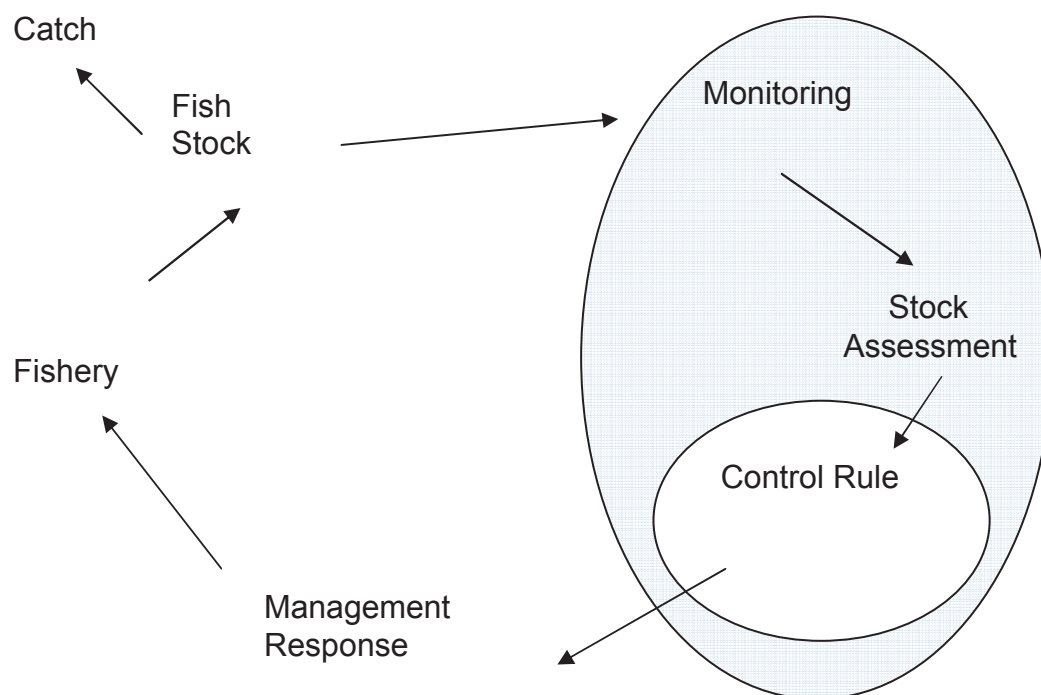 Catch
Fish
Stock
Monitoring
Stock
Assessment
Fishery
Control Rule
Management
Response